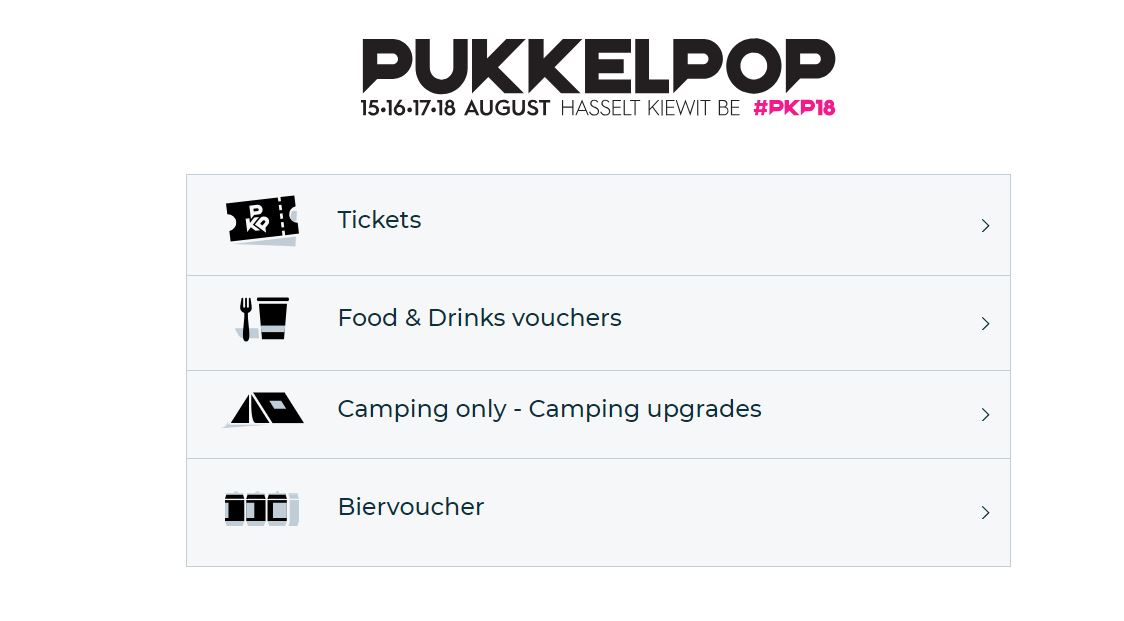 PUKKELPOP
15•16•17•18 AUGUST HASSELT KIEWIT BE #PKP18
PKP
Tickets
Food & Drinks vouchers
Camping only - Camping upgrades
Biervoucher